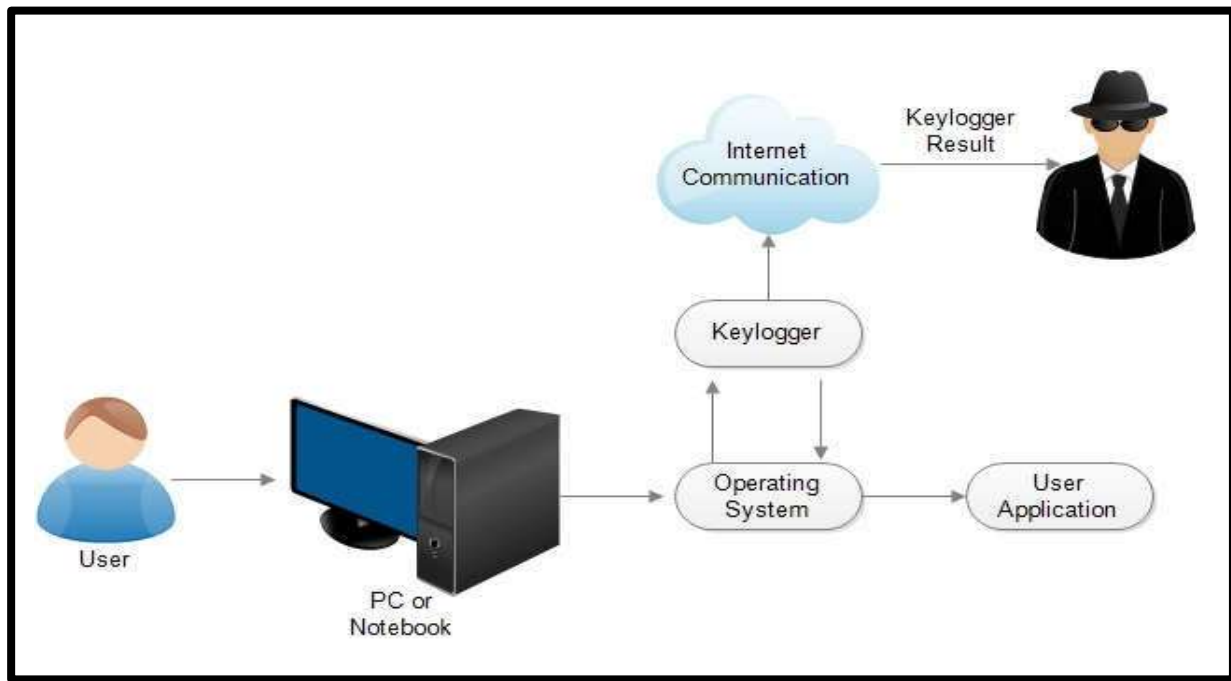 Internet
Communication
Keylogger
Result
Keylogger
Operating
System
User
Application
User
PC or
Notebook